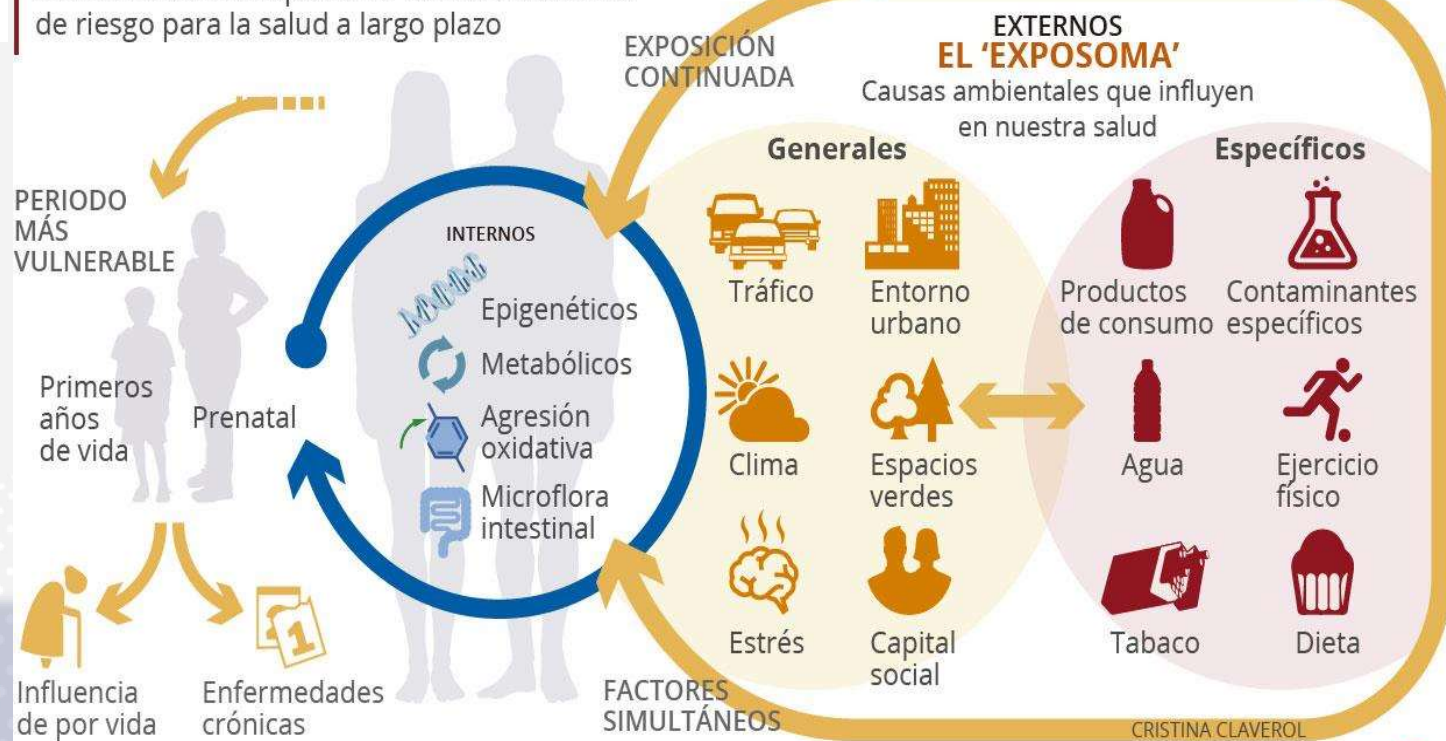 de riesgo para la salud a largo plazo
EXPOSICIÓN
CONTINUADA
EXTERNOS
EL ‘EXPOSOMA’
Causas ambientales que influyen
en nuestra salud
PERIODO
MÁS
VULNERABLE
Primeros
años
de vida
Prenatal
Influencia
de por vida
Enfermedades
crónicas
INTERNOS
Epigenéticos
Metabólicos
Agresión
oxidativa
Microflora
intestinal
Generales
Tráfico
Entorno
urbano
Clima
Espacios
verdes
Estrés
Capital
social
Específicos
Productos
de consumo
Contaminantes
específicos
Agua
Ejercicio
físico
Tabaco
Dieta
FACTORES
SIMULTÁNEOS
CRISTINA CLAVEROL
1